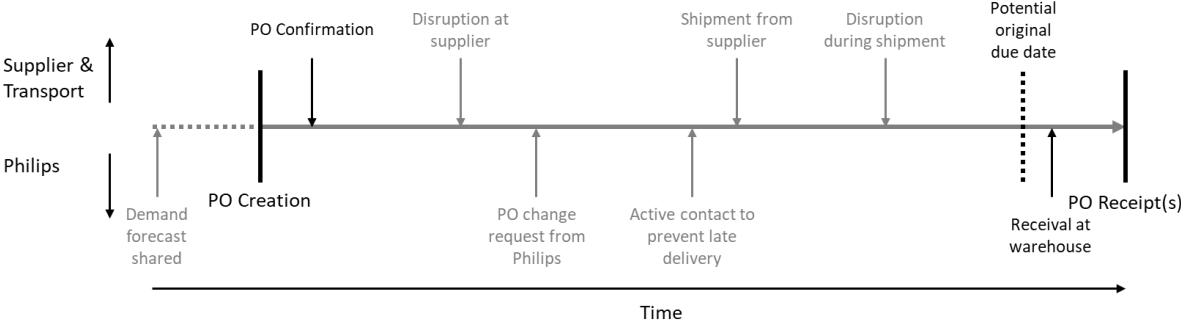 Potential
original
due date
Disruption at
supplier
Shipment from
supplier
Disruption
during shipment
PO Confirmation
Supplier &
Transport
Philips
PO Creation
PO Receipt(s)
Demand
forecast
shared
PO change
request from
Philips
Active contact to
prevent late
delivery
Receival at
warehouse
Time